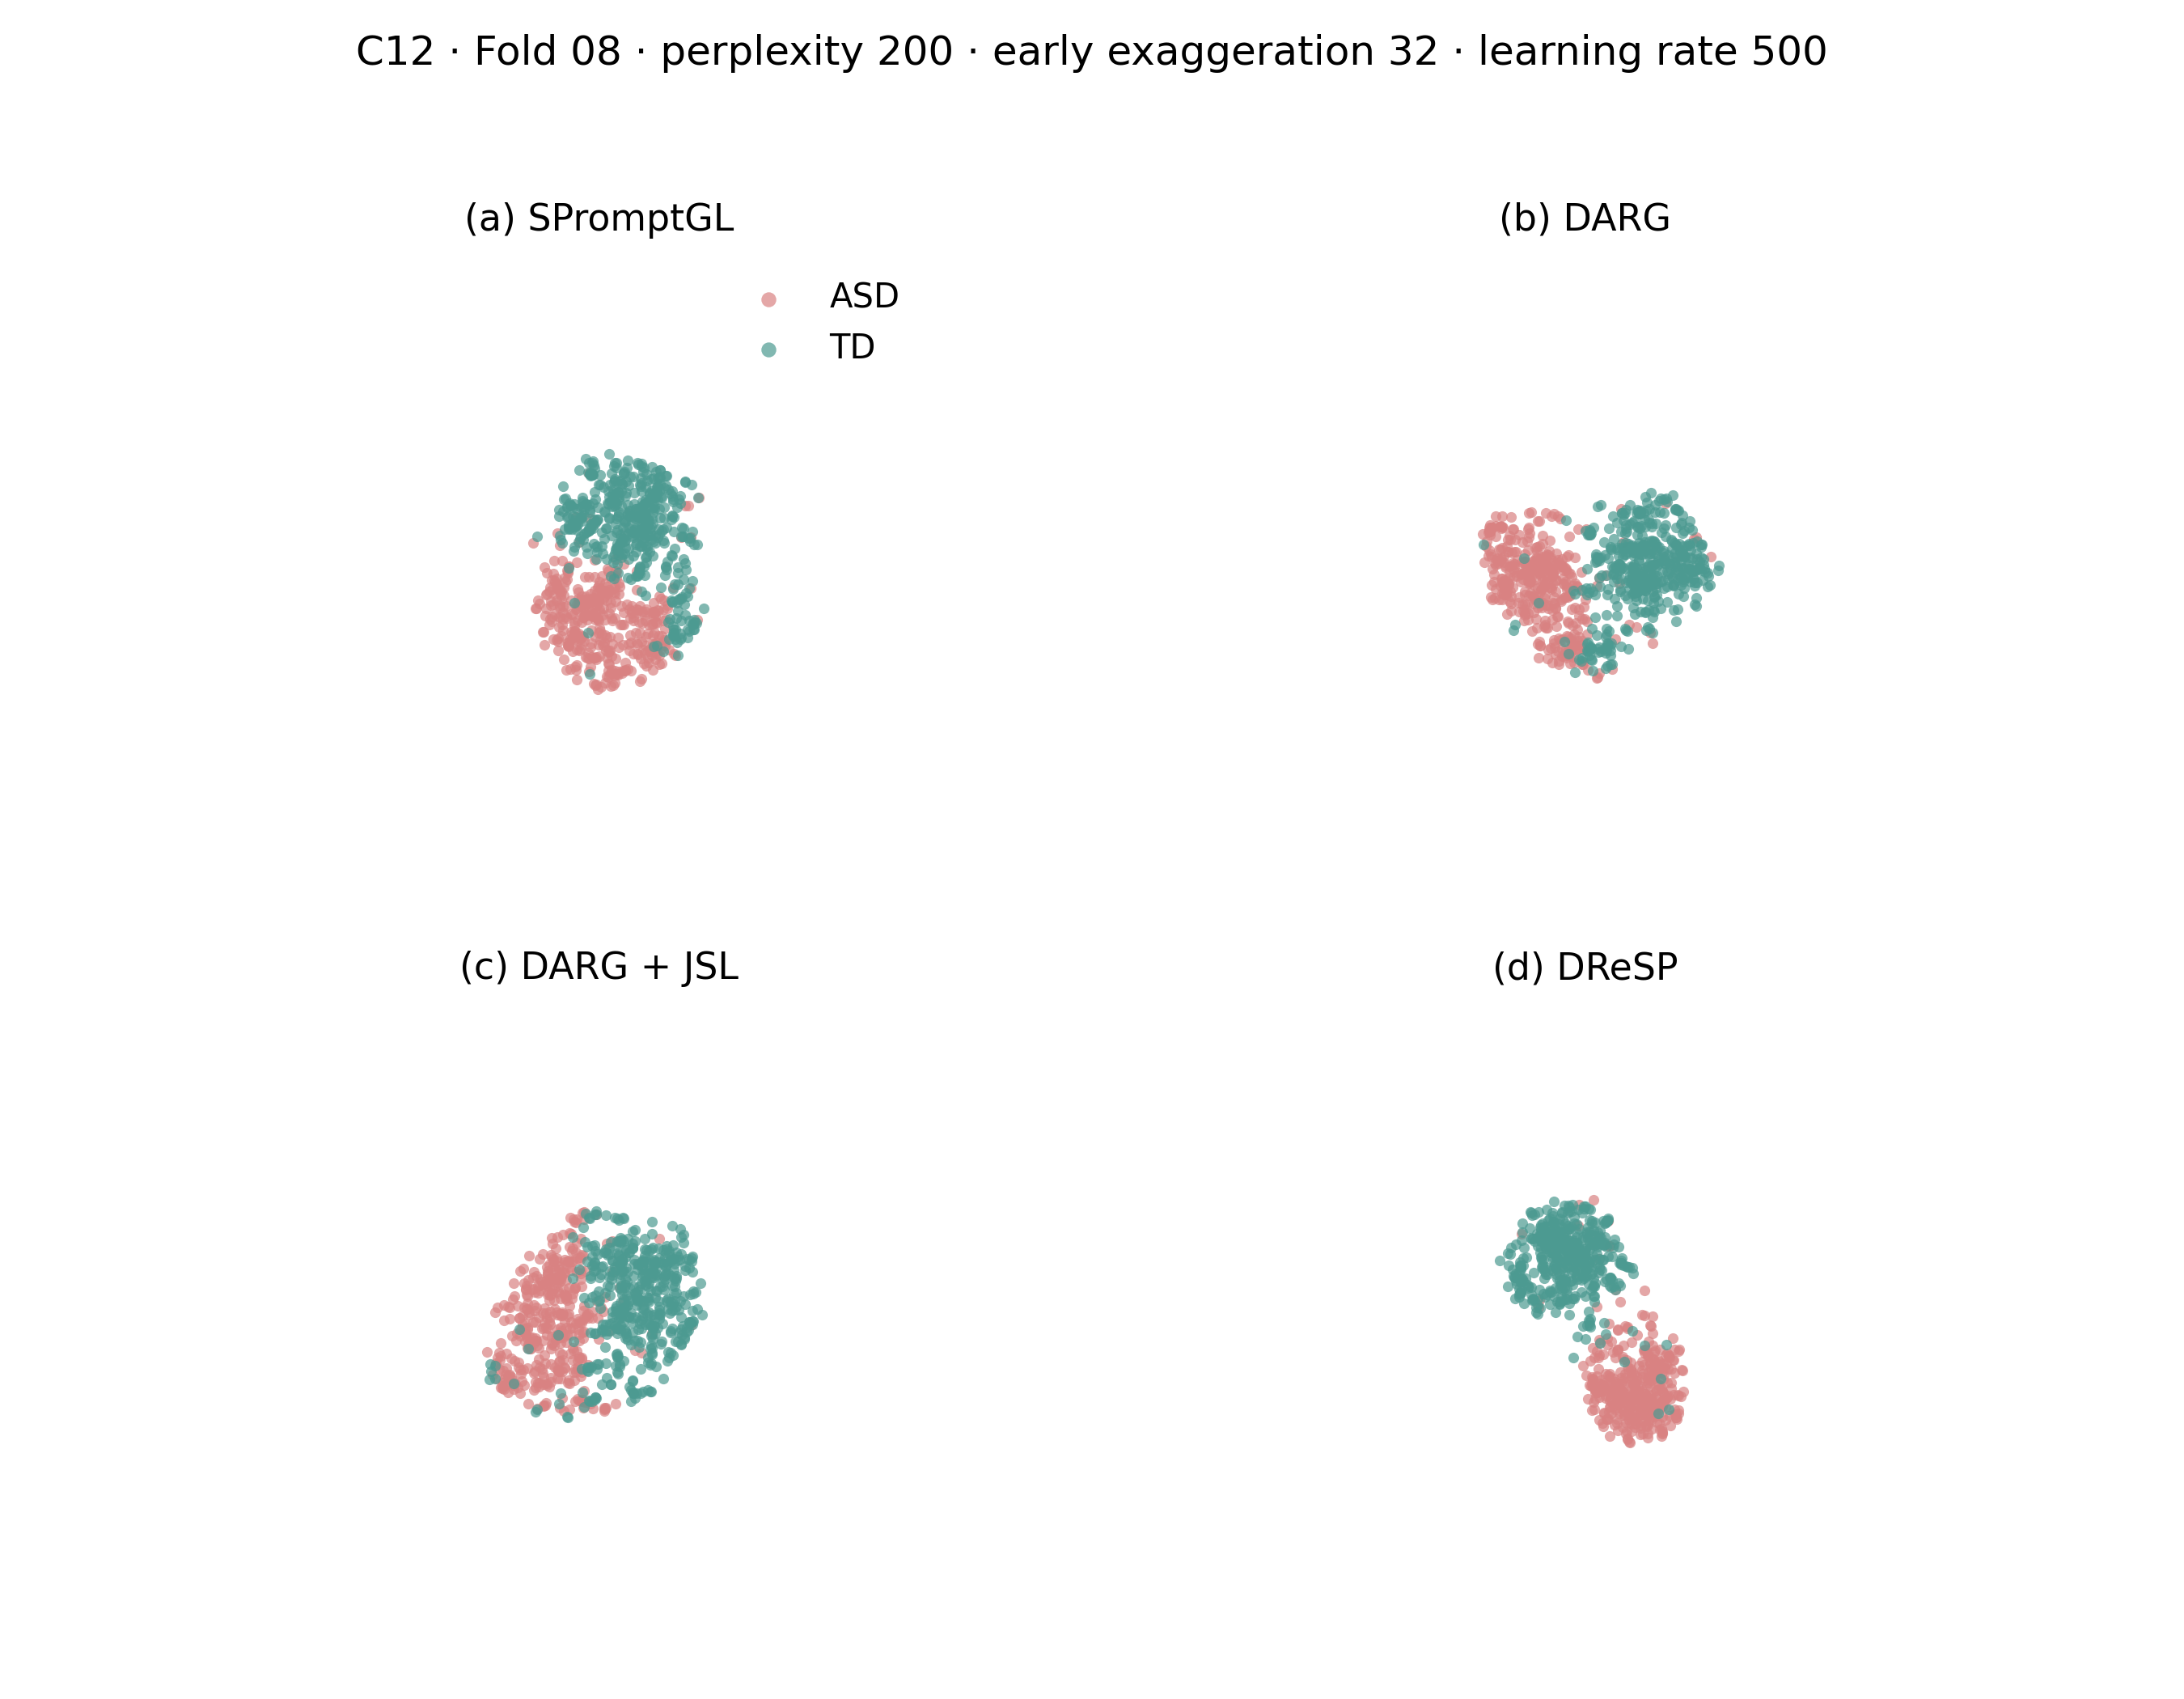 C12 · Fold 08 · perplexity 200 · early exaggeration 32 · learning rate 500
(a) SPromptGL
(b) DARG
ASD
TD
(c) DARG + JSL
(d) DReSP